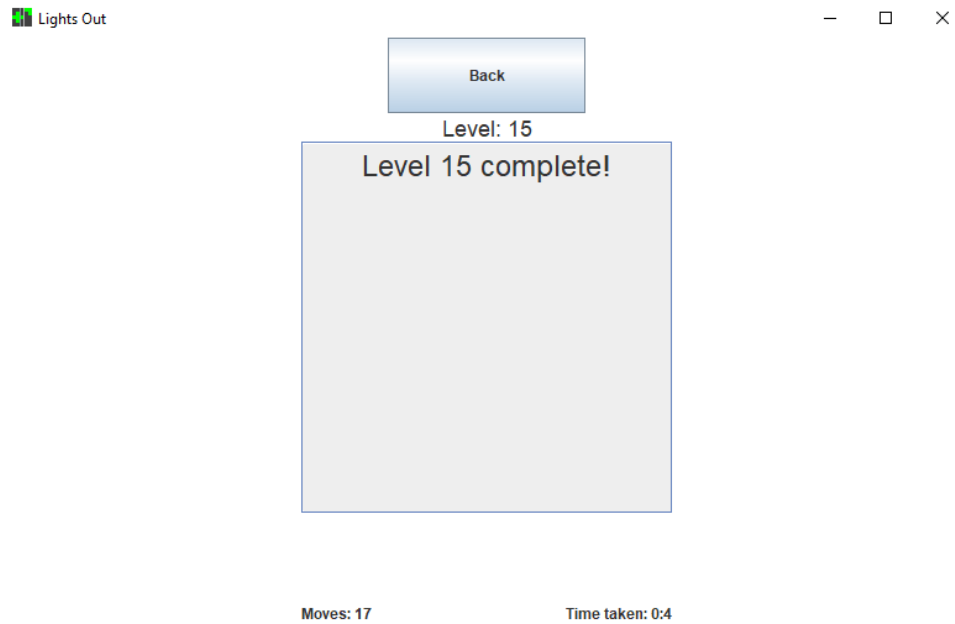 Lights Out
Back
Level: 15
Level 15 complete!
Moves: 17
Time taken: 0:4